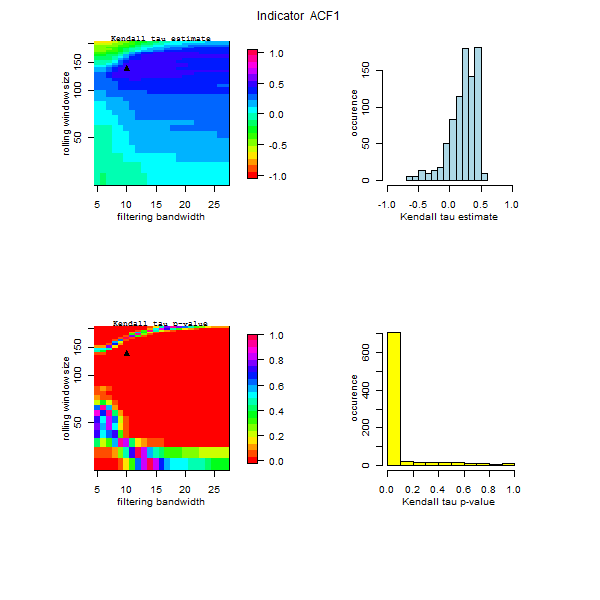 Indicator ACF1
Kendall tau estimate
rolling window size
50
100
150
5 10 15 20 25
filtering bandwidth
1.0
0.5
0.0
-0.5
-1.0
occurence
0 50 100 150
-1.0 -0.5 0.0 0.5 1.0
Kendall tau estimate
Kendall tau p-value
rolling window size
50
100
150
5 10 15 20 25
filtering bandwidth
1.0
0.8
0.6
0.4
0.2
0.0
occurence
0 200 400 600
0.0 0.2 0.4 0.6 0.8 1.0
Kendall tau p-value